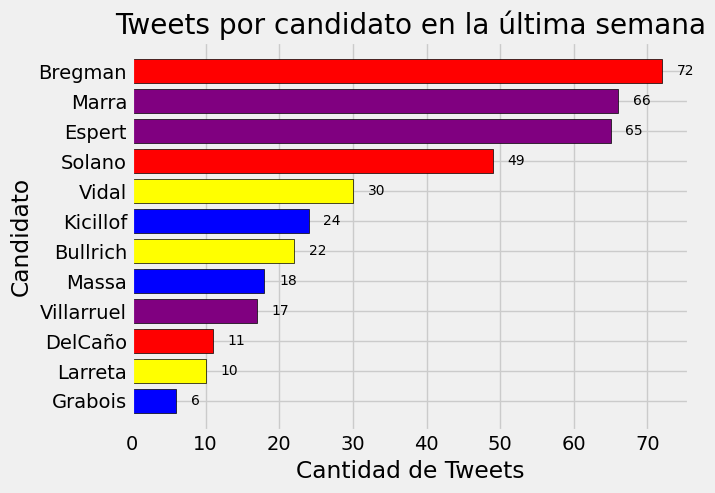 Tweets por candidato en la última semana
Candidato
Bregman 72
Marra 66
Espert 65
Solano 49
Vidal 30
Kicillof 24
Bullrich 22
Massa 18
Villarruel 17
DelCaño 11
Larreta 10
Grabois 6
0 10 20 30 40 50 60 70
Cantidad de Tweets